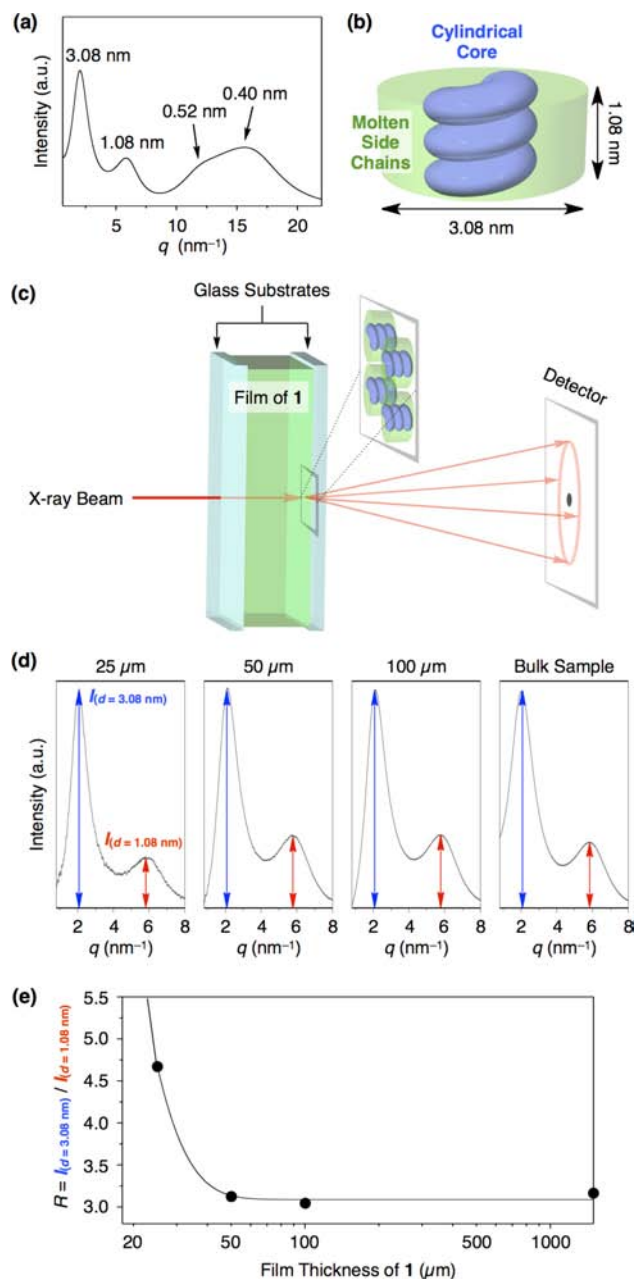 (a)
3.08 nm
1.08 nm
0.52 nm
0.40 nm
Intensity (a.u.)
5 10 15 20
q (nm⁻¹)
(b)
Cylindrical
Core
Molten
Side
Chains
1.08 nm
3.08 nm
(c)
Glass Substrates
Film of 1
Detector
X-ray Beam
(d)
25 μm 50 μm 100 μm Bulk Sample
I(d = 3.08 nm)
I(d = 1.08 nm)
Intensity (a.u.)
2 4 6 8 2 4 6 8 2 4 6 8 2 4 6 8
q (nm⁻¹) q (nm⁻¹) q (nm⁻¹) q (nm⁻¹)
(e)
R = I(d = 3.08 nm) / I(d = 1.08 nm)
5.5
5.0
4.5
4.0
3.5
3.0
20 50 100 500 1000
Film Thickness of 1 (μm)